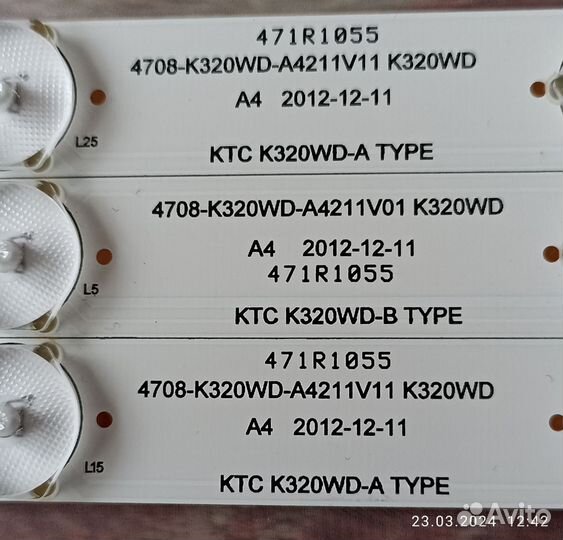 471R1055
4708-K320WD-A4211V11 K320WD
A4 2012-12-11
L25
KTC K320WD-A TYPE
4708-K320WD-A4211V01 K320WD
A4 2012-12-11
471R1055
L5
KTC K320WD-B TYPE
471R1055
4708-K320WD-A4211V11 K320WD
A4 2012-12-11
L15
KTC K320WD-A TYPE
Avito
23.03.2024 12:42